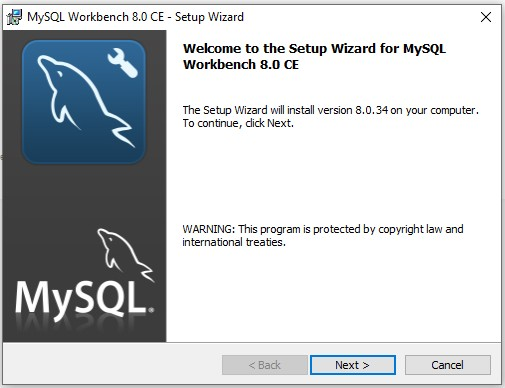 MySQL Workbench 8.0 CE - Setup Wizard
Welcome to the Setup Wizard for MySQL
Workbench 8.0 CE
The Setup Wizard will install version 8.0.34 on your computer.
To continue, click Next.
WARNING: This program is protected by copyright law and
international treaties.
MySQL®
< Back
Next >
Cancel